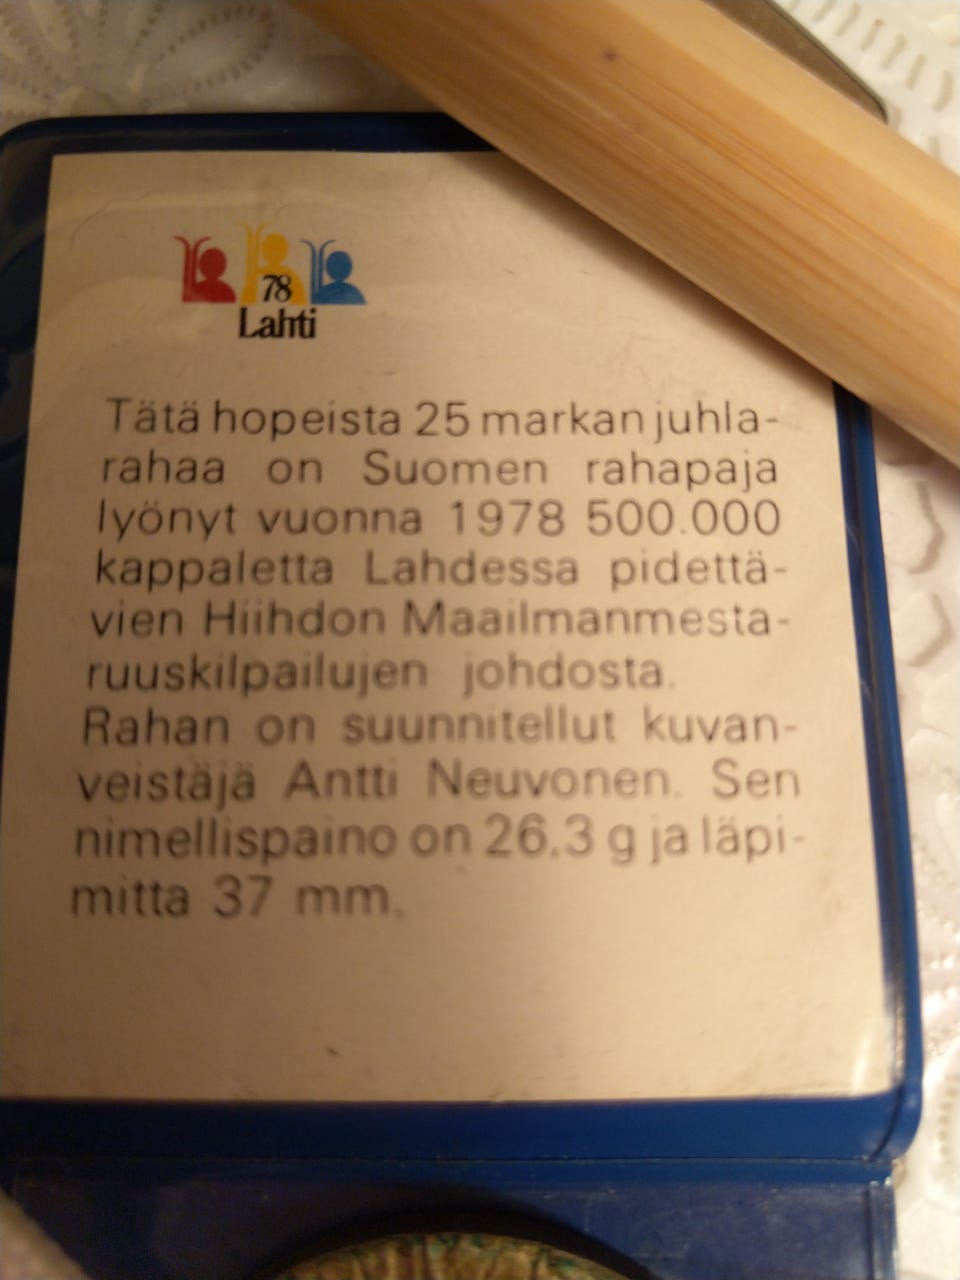 78
Lahti
Tätä hopeista 25 markan juhla-
rahaa on Suomen rahapaja
lyönyt vuonna 1978 500.000
kappaletta Lahdessa pidettä-
vien Hiihdon Maailmanmesta-
ruuskilpailujen johdosta.
Rahan on suunnitellut kuvan-
veistäjä Antti Neuvonen. Sen
nimellispaino on 26.3 g ja läpi-
mitta 37 mm.